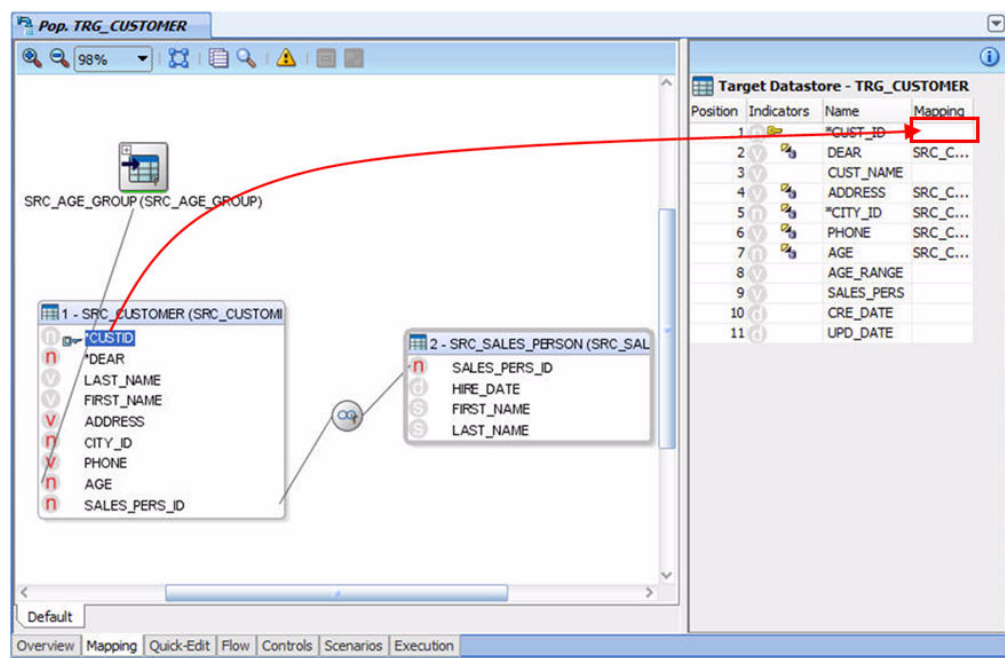 Pop. TRG_CUSTOMER
98%
SRC_AGE_GROUP (SRC_AGE_GROUP)
1 - SRC_CUSTOMER (SRC_CUSTOMI
n *CUSTID
n *DEAR
v LAST_NAME
v FIRST_NAME
v ADDRESS
n CITY_ID
v PHONE
n AGE
n SALES_PERS_ID
2 - SRC_SALES_PERSON (SRC_SAL
n SALES_PERS_ID
d HIRE_DATE
s FIRST_NAME
s LAST_NAME
Default
Target Datastore - TRG_CUSTOMER
Position Indicators Name Mapping
1 n *CUST_ID
2 v DEAR SRC_C...
3 v CUST_NAME
4 v ADDRESS SRC_C...
5 n *CITY_ID SRC_C...
6 v PHONE SRC_C...
7 n AGE SRC_C...
8 v AGE_RANGE
9 v SALES_PERS
10 d CRE_DATE
11 d UPD_DATE
Overview Mapping Quick-Edit Flow Controls Scenarios Execution